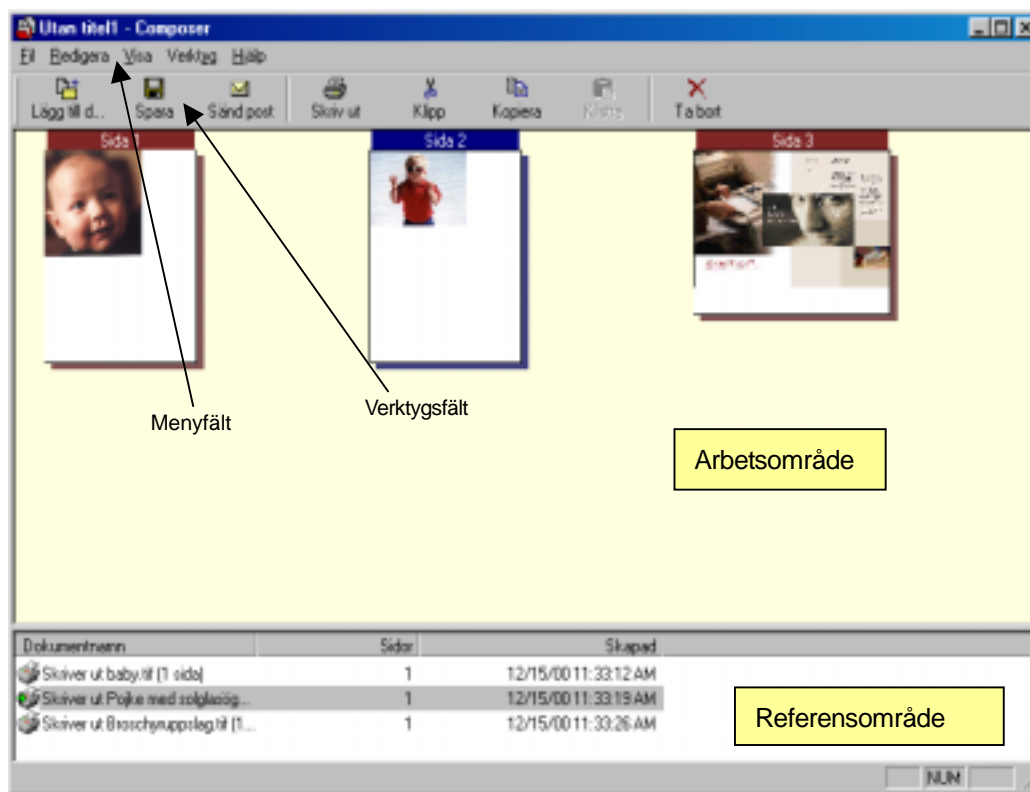 Utan titel1 - Composer
Fil Redigera Visa Verktyg Hjälp
Lägg till d... Spara Sänd post Skriv ut Klipp Kopiera Klistra Ta bort
Sida 1 Sida 2 Sida 3
Menyfält Verktygsfält
Arbetsområde
Dokumentnamn Sidor Skapad
Skriver ut baby.tif (1 sida) 1 12/15/00 11:33:12 AM
Skriver ut Pojke med solglasög... 1 12/15/00 11:33:19 AM
Skriver ut Broschyruppslag.tif (1... 1 12/15/00 11:33:26 AM
Referensområde
NUM